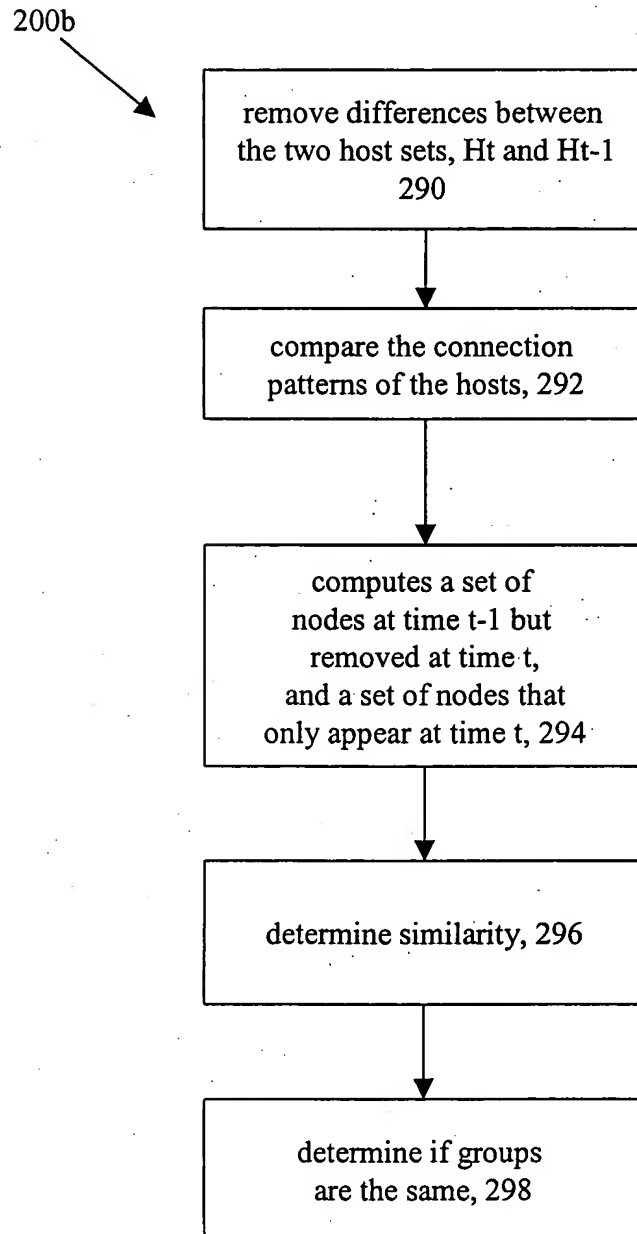 200b
remove differences between
the two host sets, Ht and Ht-1
290
compare the connection
patterns of the hosts, 292
computes a set of
nodes at time t-1 but
removed at time t,
and a set of nodes that
only appear at time t, 294
determine similarity, 296
determine if groups
are the same, 298